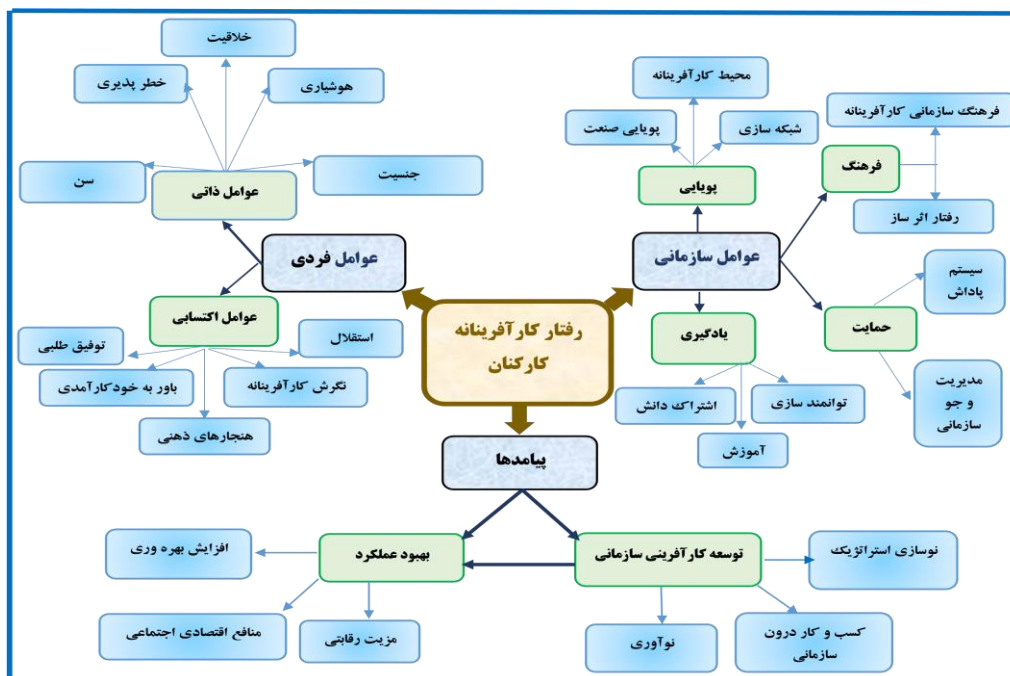 خلاقیت
خطر پذیری
هوشیاری
سن
جنسیت
عوامل ذاتی
عوامل فردی
عوامل اکتسابی
توفیق طلبی
استقلال
باور به خودکارآمدی
نگرش کارآفرینانه
هنجارهای ذهنی
محیط کارآفرینانه
پویایی صنعت
شبکه سازی
پویایی
فرهنگ سازمانی کارآفرینانه
فرهنگ
رفتار اثر ساز
عوامل سازمانی
سیستم
پاداش
حمایت
مدیریت
و جو
سازمانی
یادگیری
اشتراک دانش
توانمند سازی
آموزش
رفتار کارآفرینانه
کارکنان
پیامدها
بهبود عملکرد
افزایش بهره وری
منافع اقتصادی اجتماعی
مزیت رقابتی
توسعه کارآفرینی سازمانی
نوسازی استراتژیک
نوآوری
کسب و کار درون
سازمانی